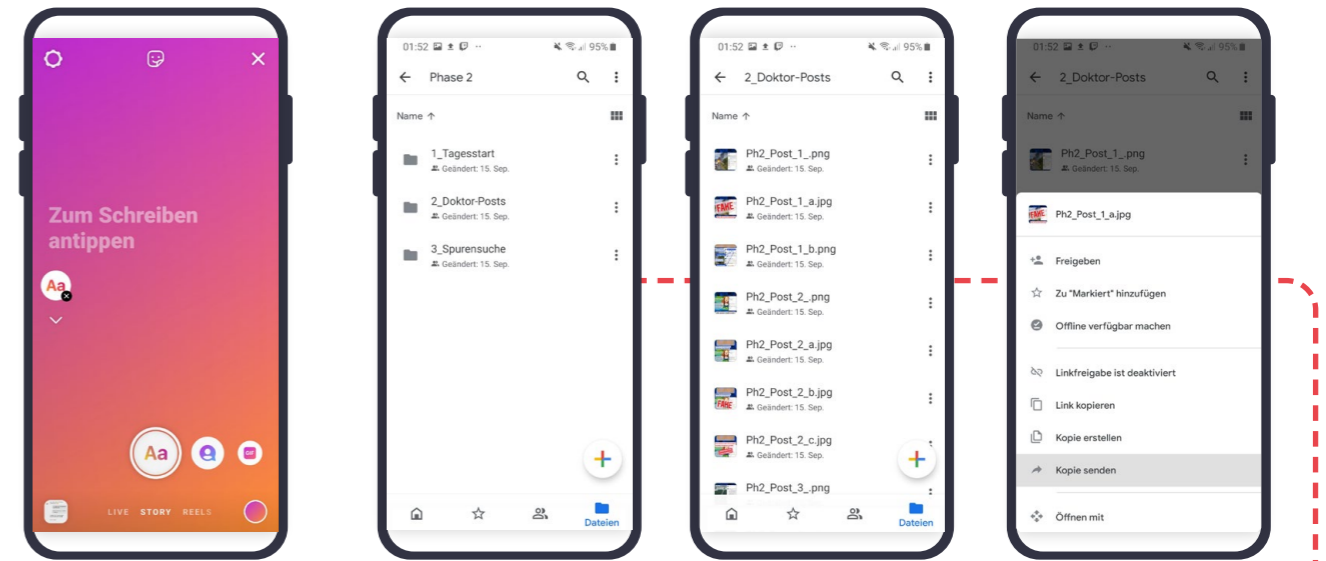 Zum Schreiben
antippen
Aa
Aa
GIF
LIVE STORY REELS
01:52 95%
Phase 2
Name
1_Tagesstart
Geändert: 15. Sep.
2_Doktor-Posts
Geändert: 15. Sep.
3_Spurensuche
Geändert: 15. Sep.
Dateien
01:52 95%
2_Doktor-Posts
Name
Ph2_Post_1_.png
Geändert: 15. Sep.
FAKE
Ph2_Post_1_a.jpg
Geändert: 15. Sep.
Ph2_Post_1_b.png
Geändert: 15. Sep.
Ph2_Post_2_.png
Geändert: 15. Sep.
Ph2_Post_2_a.jpg
Geändert: 15. Sep.
FAKE
Ph2_Post_2_b.jpg
Geändert: 15. Sep.
Ph2_Post_2_c.jpg
Geändert: 15. Sep.
Ph2_Post_3_.png
Dateien
01:52 95%
2_Doktor-Posts
Name
Ph2_Post_1_.png
Geändert: 15. Sep.
FAKE
Ph2_Post_1_a.jpg
Freigeben
Zu "Markiert" hinzufügen
Offline verfügbar machen
Linkfreigabe ist deaktiviert
Link kopieren
Kopie erstellen
Kopie senden
Öffnen mit